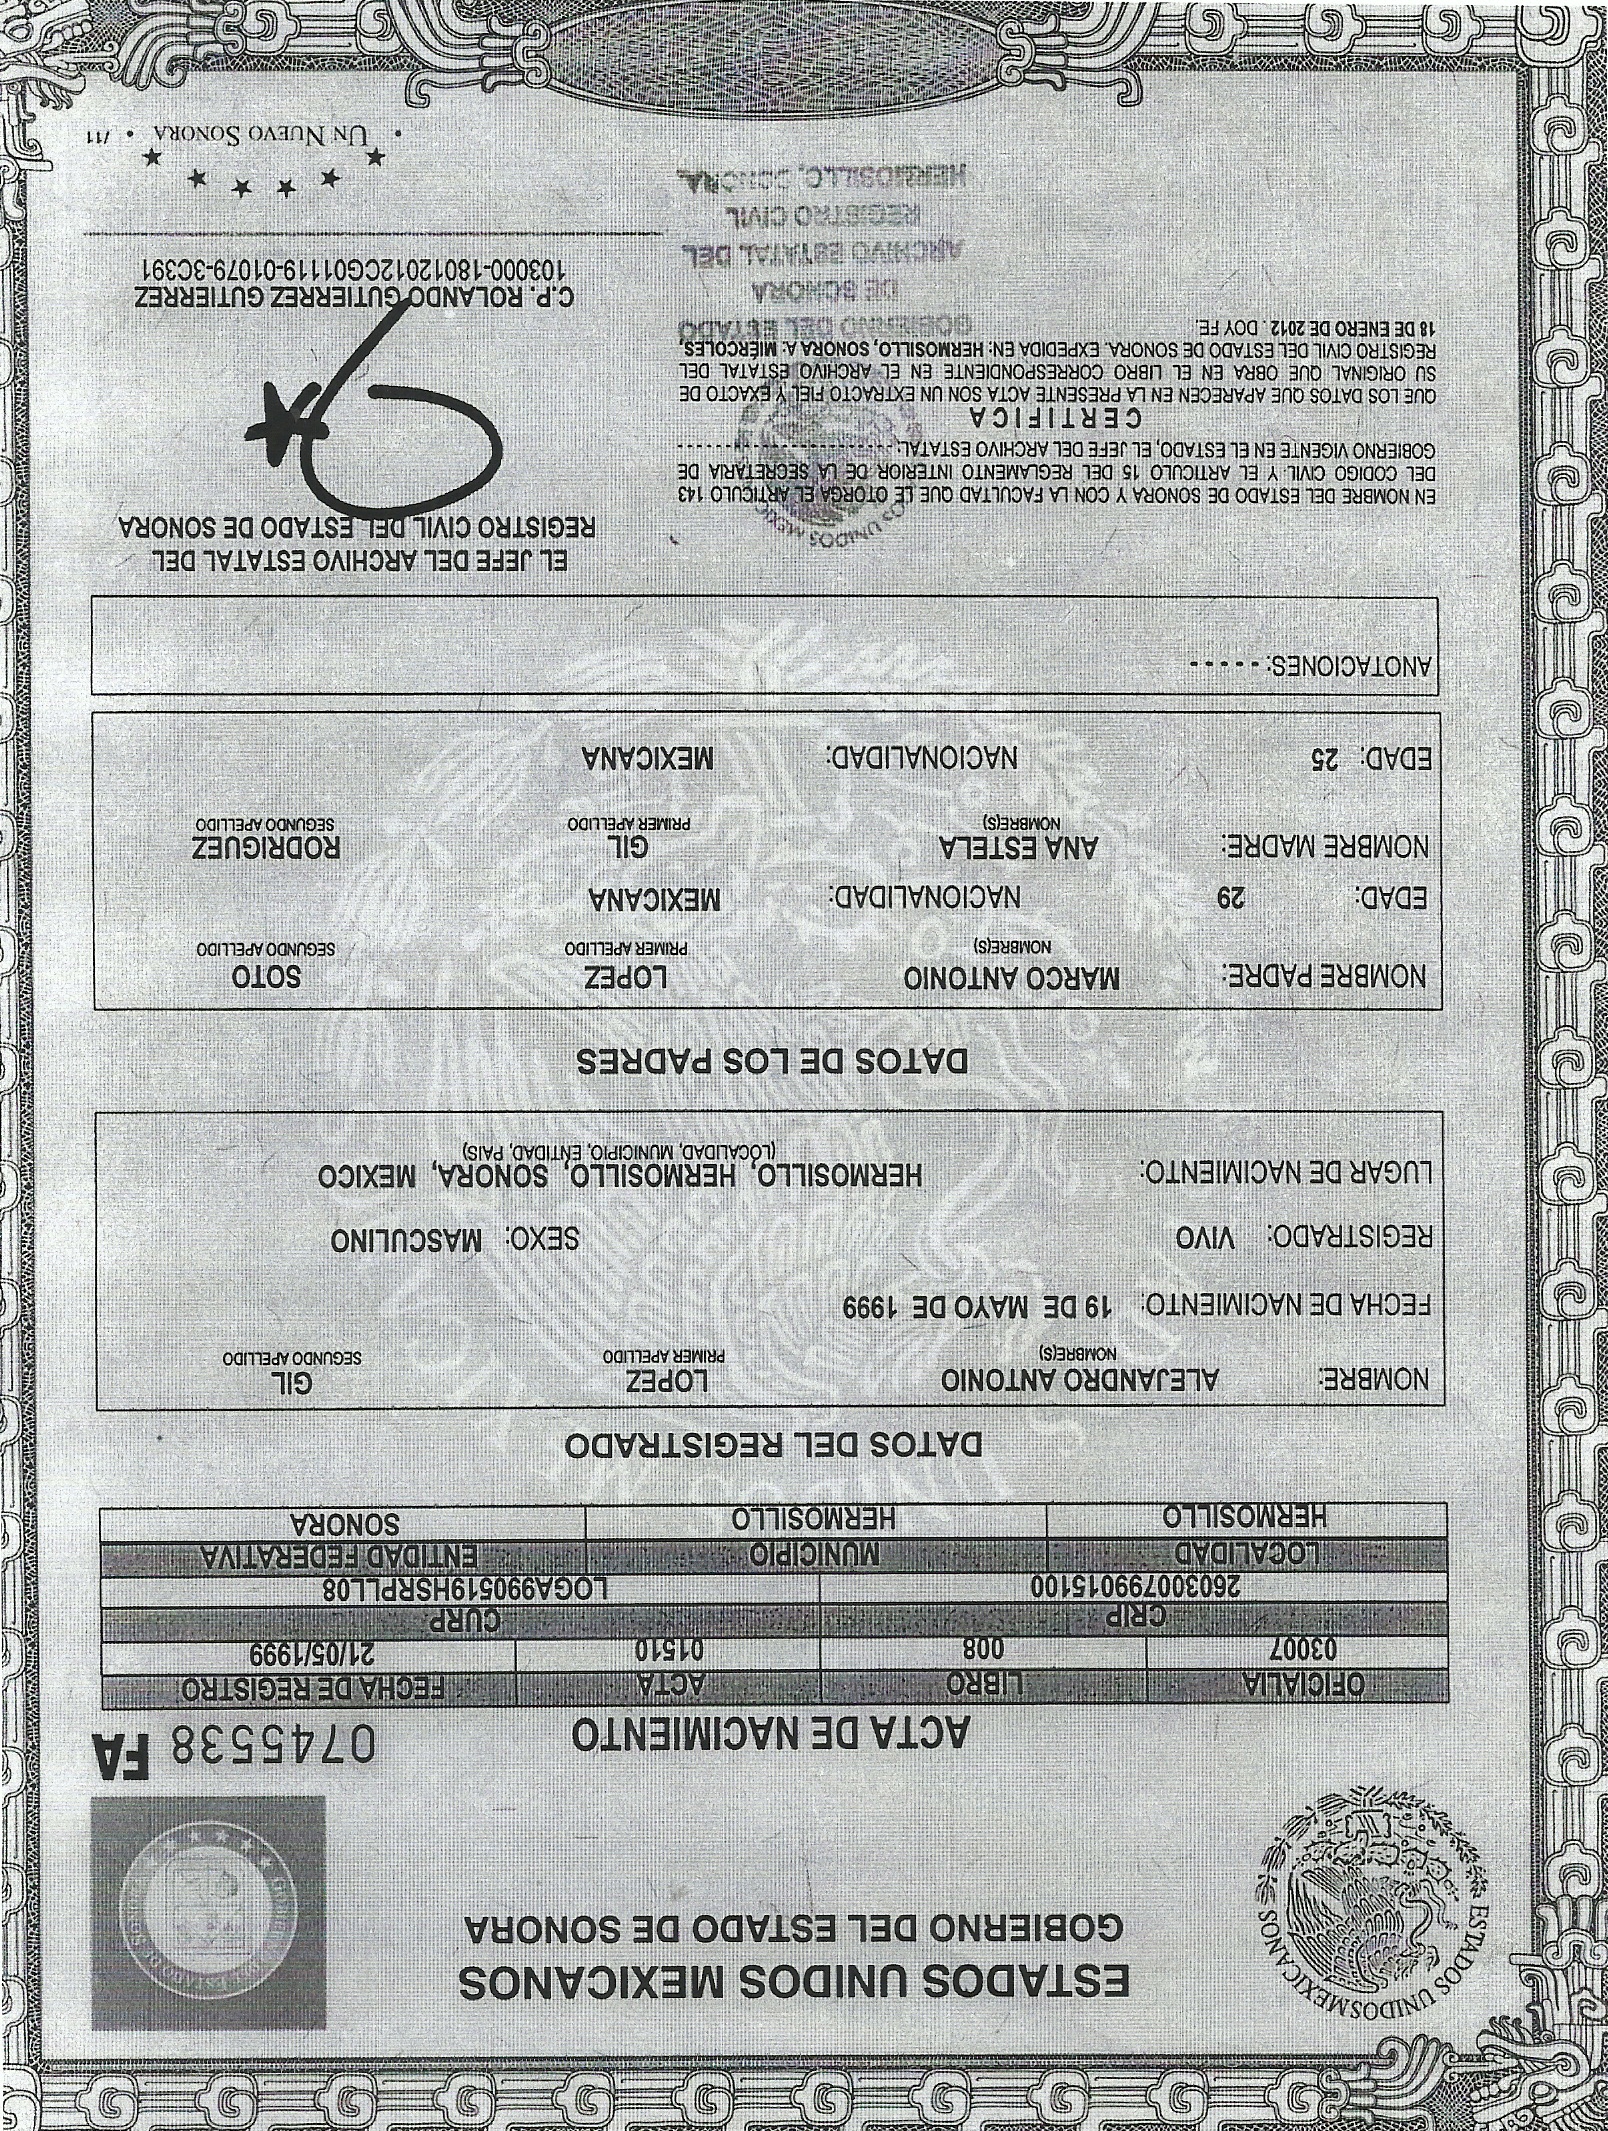 ESTADOS UNIDOS MEXICANOS
ESTADOS UNIDOS MEXICANOS
GOBIERNO DEL ESTADO DE SONORA
ACTA DE NACIMIENTO
0745538 FA
OFICIALIA LIBRO ACTA FECHA DE REGISTRO
03007 008 01510 21/05/1999
CRIP CURP
260300799015100 LOGA990519HSRPLL08
LOCALIDAD MUNICIPIO ENTIDAD FEDERATIVA
HERMOSILLO HERMOSILLO SONORA
DATOS DEL REGISTRADO
NOMBRE: ALEJANDRO ANTONIO LOPEZ GIL
NOMBRE(S) PRIMER APELLIDO SEGUNDO APELLIDO
FECHA DE NACIMIENTO: 19 DE MAYO DE 1999
REGISTRADO: VIVO SEXO: MASCULINO
LUGAR DE NACIMIENTO: HERMOSILLO, HERMOSILLO, SONORA, MEXICO
(LOCALIDAD, MUNICIPIO, ENTIDAD, PAIS)
DATOS DE LOS PADRES
NOMBRE PADRE: MARCO ANTONIO LOPEZ SOTO
NOMBRE(S) PRIMER APELLIDO SEGUNDO APELLIDO
EDAD: 29 NACIONALIDAD: MEXICANA
NOMBRE MADRE: ANA ESTELA GIL RODRIGUEZ
NOMBRE(S) PRIMER APELLIDO SEGUNDO APELLIDO
EDAD: 25 NACIONALIDAD: MEXICANA
ANOTACIONES: ------
EN NOMBRE DEL ESTADO DE SONORA Y CON LA FACULTAD QUE LE OTORGA EL ARTICULO 143
DEL CODIGO CIVIL Y EL ARTICULO 15 DEL REGLAMENTO INTERIOR DE LA SECRETARIA DE
GOBIERNO VIGENTE EN EL ESTADO, EL JEFE DEL ARCHIVO ESTATAL.
CERTIFICA
QUE LOS DATOS QUE APARECEN EN LA PRESENTE ACTA SON UN EXTRACTO FIEL Y EXACTO DE
SU ORIGINAL QUE OBRA EN EL LIBRO CORRESPONDIENTE EN EL ARCHIVO ESTATAL DEL
REGISTRO CIVIL DEL ESTADO DE SONORA. EXPEDIDA EN: HERMOSILLO, SONORA A: MIÉRCOLES
18 DE ENERO DE 2012. DOY FE.
GOBIERNO DEL ESTADO
DE SONORA
ARCHIVO ESTATAL DEL
REGISTRO CIVIL
HERMOSILLO, SONORA
EL JEFE DEL ARCHIVO ESTATAL DEL
REGISTRO CIVIL DEL ESTADO DE SONORA
C.P. ROLANDO GUTIERREZ GUTIERREZ
103000-18012012CG01119-01079-3C391
• UN NUEVO SONORA • /11